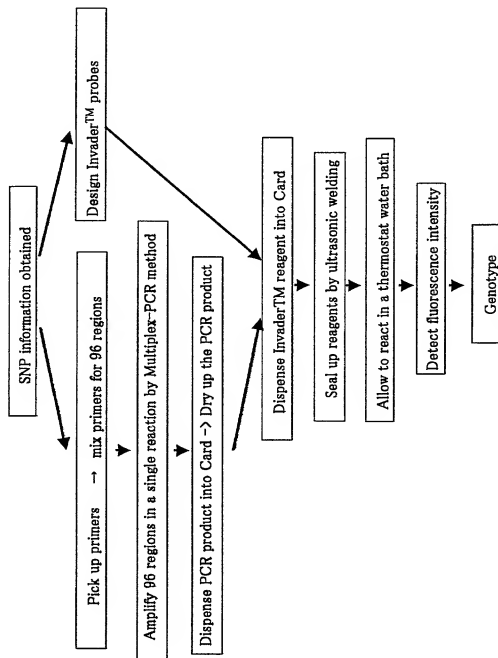 SNP information obtained
Pick up primers → mix primers for 96 regions
Design Invader™ probes
Amplify 96 regions in a single reaction by Multiplex-PCR method
Dispense PCR product into Card -> Dry up the PCR product
Dispense Invader™ reagent into Card
Seal up reagents by ultrasonic welding
Allow to react in a thermostat water bath
Detect fluorescence intensity
Genotype